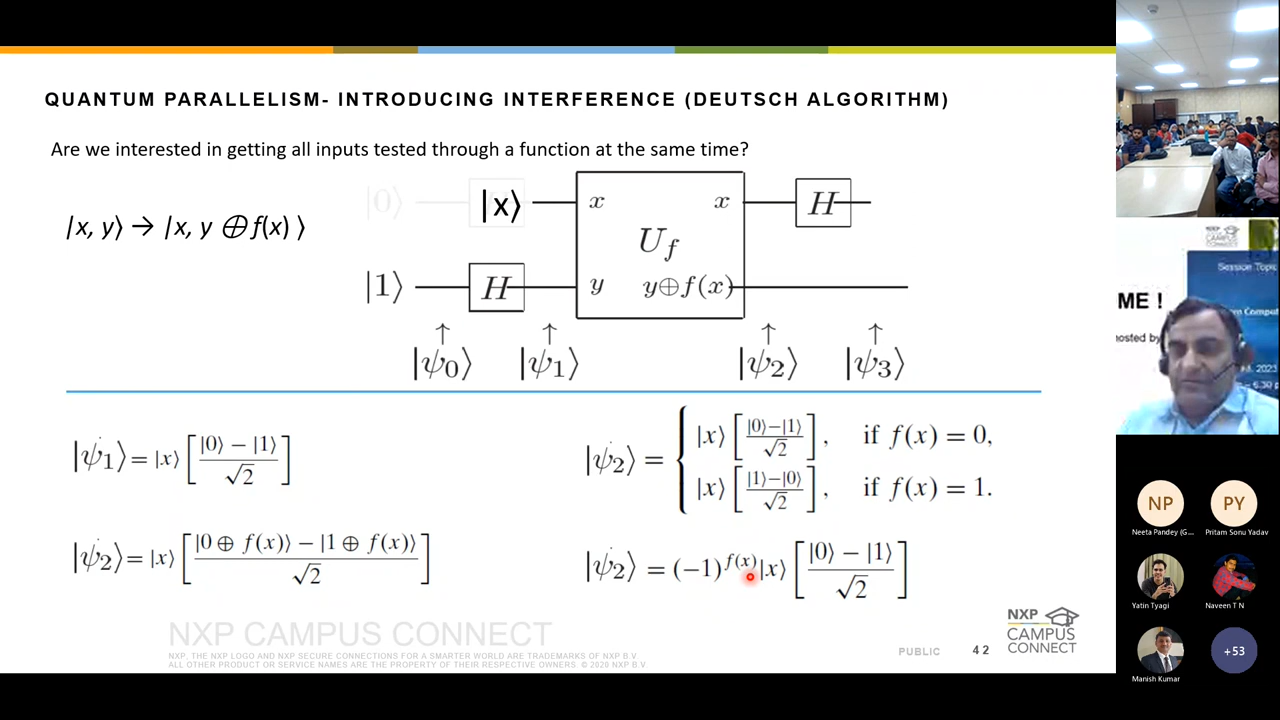 QUANTUM PARALLELISM- INTRODUCING INTERFERENCE (DEUTSCH ALGORITHM)
Are we interested in getting all inputs tested through a function at the same time?
|x, y⟩ → |x, y ⊕ f(x) ⟩
|0⟩ |x⟩ x x H
U_f
|1⟩ H y y⊕f(x)
↑ ↑ ↑ ↑
|ψ₀⟩ |ψ₁⟩ |ψ₂⟩ |ψ₃⟩
|ψ₁⟩ = |x⟩ [ (|0⟩ − |1⟩) / √2 ]
|ψ₂⟩ = |x⟩ [ (|0 ⊕ f(x)⟩ − |1 ⊕ f(x)⟩) / √2 ]
|ψ₂⟩ = { |x⟩ [ (|0⟩−|1⟩) / √2 ], if f(x) = 0,
|x⟩ [ (|1⟩−|0⟩) / √2 ], if f(x) = 1.
|ψ₂⟩ = (−1)^f(x) |x⟩ [ (|0⟩ − |1⟩) / √2 ]
NXP CAMPUS CONNECT
NXP, THE NXP LOGO AND NXP SECURE CONNECTIONS FOR A SMARTER WORLD ARE TRADEMARKS OF NXP B.V.
ALL OTHER PRODUCT OR SERVICE NAMES ARE THE PROPERTY OF THEIR RESPECTIVE OWNERS. © 2020 NXP B.V.
PUBLIC 42
NXP
CAMPUS
CONNECT
Session Topic
ME !
Comput
hosted by
2023
6.30 p
NP PY
Neeta Pandey (G... Pritam Sonu Yadav
Yatin Tyagi Naveen T N
+53
Manish Kumar